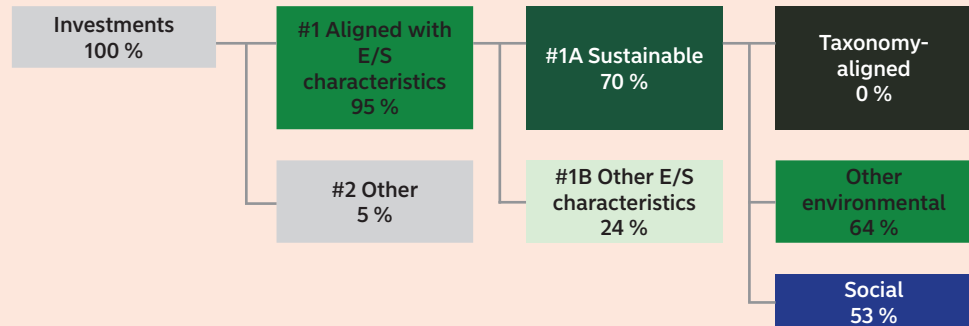 Investments
100 %
#1 Aligned with
E/S
characteristics
95 %
#1A Sustainable
70 %
Taxonomy-
aligned
0 %
#2 Other
5 %
#1B Other E/S
characteristics
24 %
Other
environmental
64 %
Social
53 %